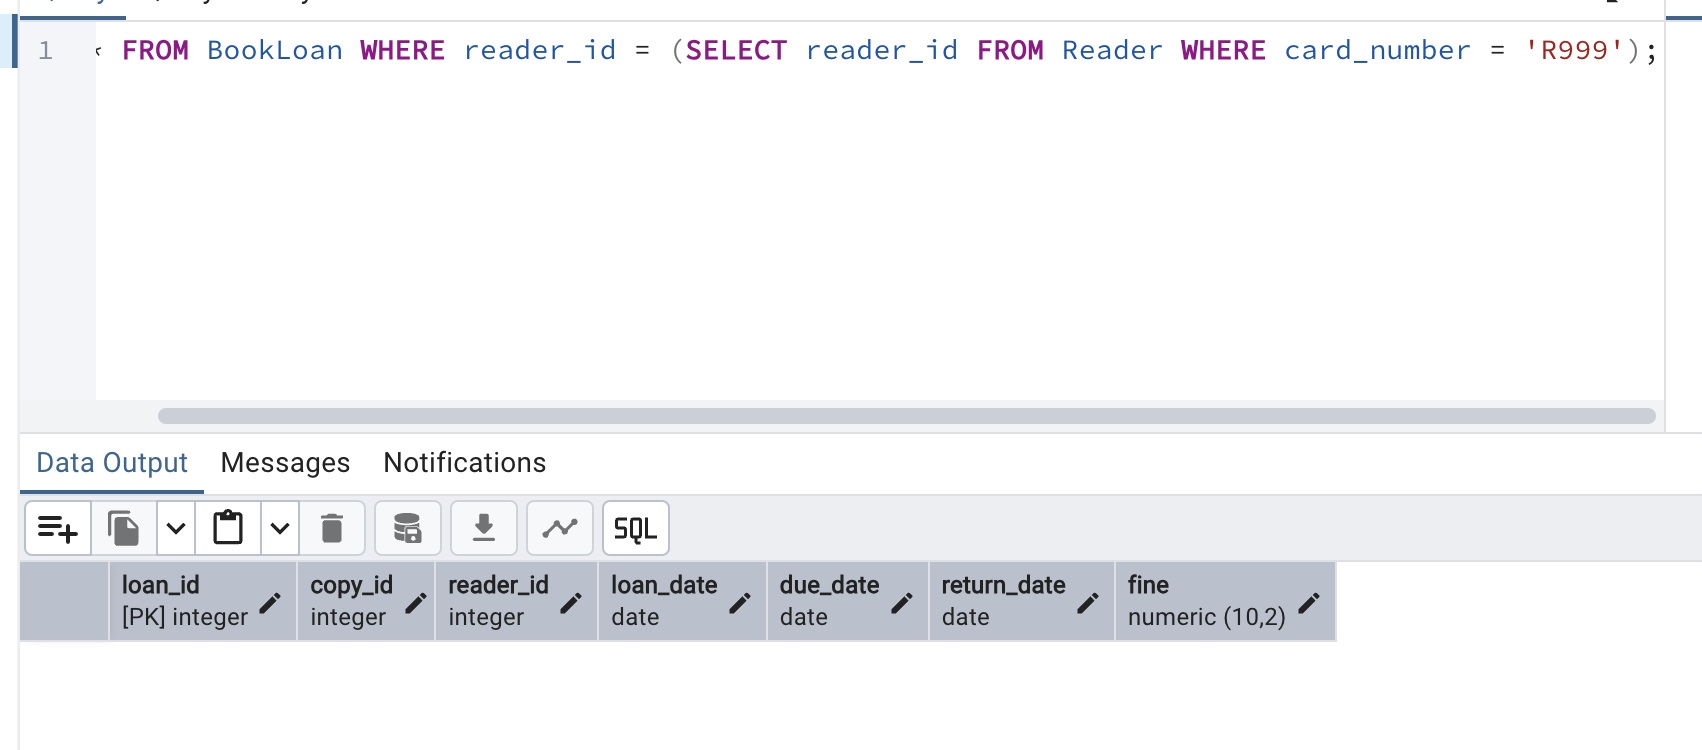 1 * FROM BookLoan WHERE reader_id = (SELECT reader_id FROM Reader WHERE card_number = 'R999');
Data Output Messages Notifications
SQL
loan_id copy_id reader_id loan_date due_date return_date fine
[PK] integer integer integer date date date numeric (10,2)